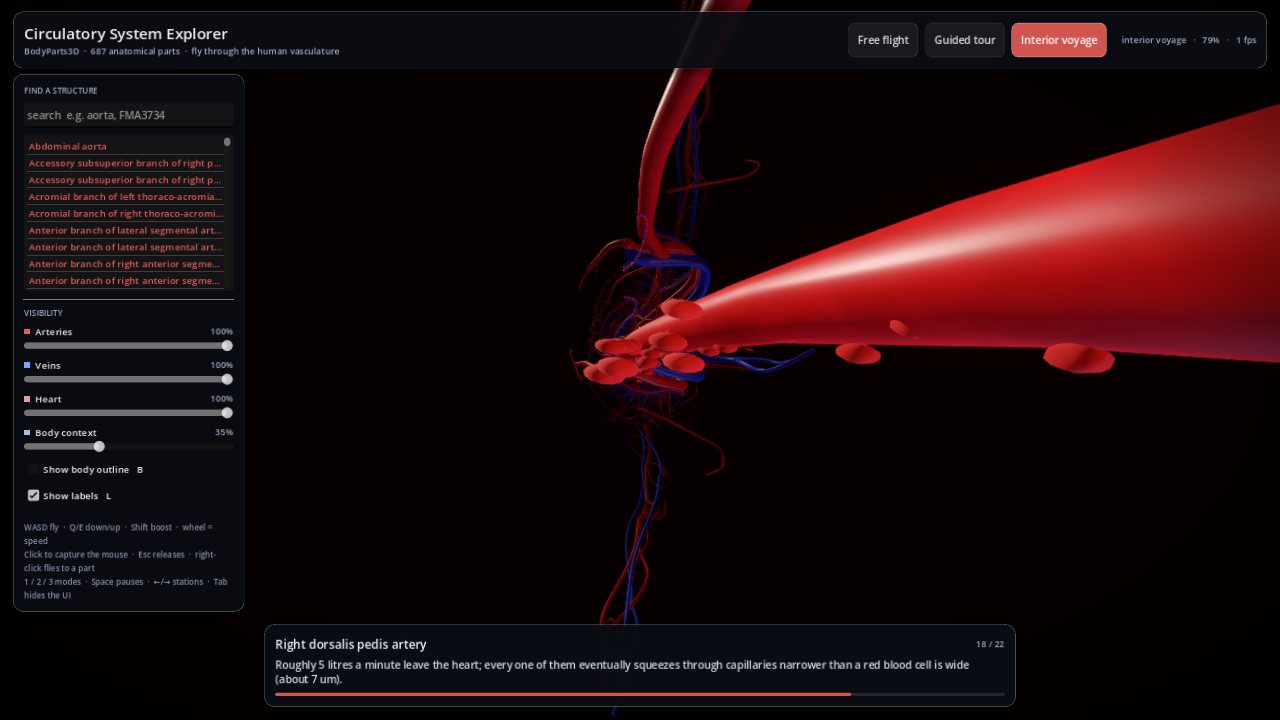 Circulatory System Explorer
BodyParts3D · 687 anatomical parts · fly through the human vasculature
Free flight
Guided tour
Interior voyage
interior voyage · 79% · 1 fps
FIND A STRUCTURE
search e.g. aorta, FMA3734
Abdominal aorta
Accessory subsuperior branch of right p...
Accessory subsuperior branch of right p...
Acromial branch of left thoraco-acromia...
Acromial branch of right thoraco-acromi...
Anterior branch of lateral segmental art...
Anterior branch of lateral segmental art...
Anterior branch of right anterior segme...
Anterior branch of right anterior segme...
VISIBILITY
Arteries 100%
Veins 100%
Heart 100%
Body context 35%
Show body outline B
Show labels L
WASD fly · Q/E down/up · Shift boost · wheel =
speed
Click to capture the mouse · Esc releases · right-
click flies to a part
1 / 2 / 3 modes · Space pauses · ←/→ stations · Tab
hides the UI
Right dorsalis pedis artery 18 / 22
Roughly 5 litres a minute leave the heart; every one of them eventually squeezes through capillaries narrower than a red blood cell is wide
(about 7 um).